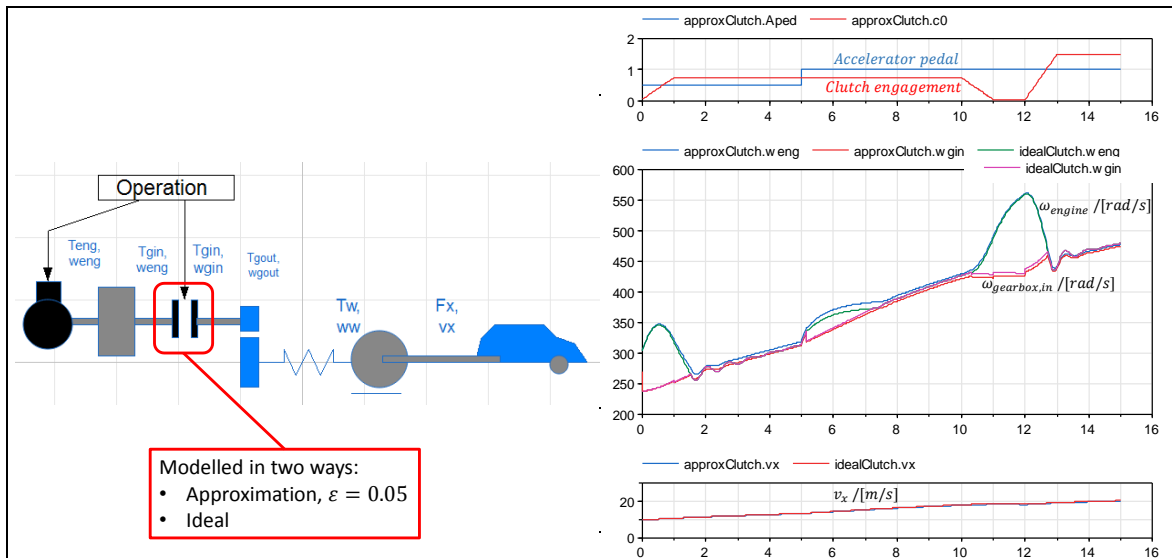 Operation
Teng,
weng
Tgin,
weng
Tgin,
wgin
Tgout,
wgout
Tw,
ww
Fx,
vx
Modelled in two ways:
• Approximation, ε = 0.05
• Ideal
approxClutch.Aped approxClutch.c0
2
1
0
Accelerator pedal
Clutch engagement
0 2 4 6 8 10 12 14 16
approxClutch.w eng approxClutch.w gin idealClutch.w eng
idealClutch.w gin
600
550
500
450
400
350
300
250
200
ω_engine /[rad/s]
ω_gearbox,in /[rad/s]
0 2 4 6 8 10 12 14 16
approxClutch.vx idealClutch.vx
20
0
v_x /[m/s]
0 2 4 6 8 10 12 14 16